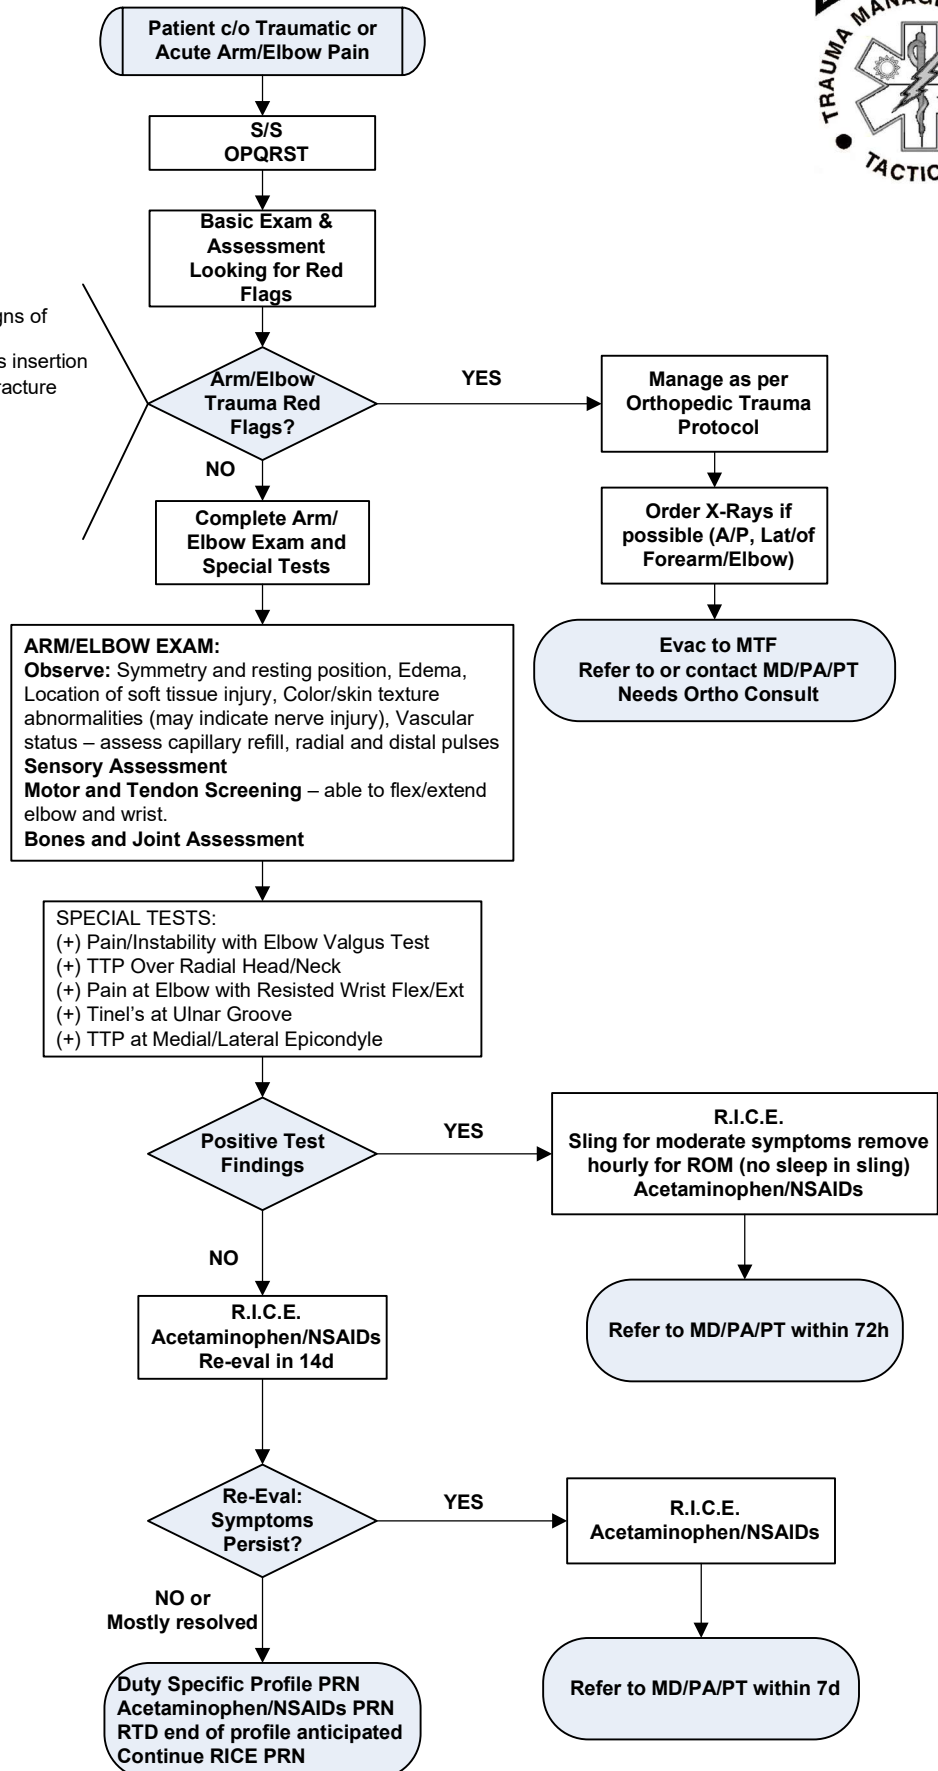 Patient c/o Traumatic or
Acute Arm/Elbow Pain
TRAUMA
TACTIC
S/S
OPQRST
Basic Exam &
Assessment
Looking for Red
Flags
gns of
s insertion
racture
Arm/Elbow
Trauma Red
Flags?
YES
Manage as per
Orthopedic Trauma
Protocol
NO
Complete Arm/
Elbow Exam and
Special Tests
Order X-Rays if
possible (A/P, Lat/of
Forearm/Elbow)
Evac to MTF
Refer to or contact MD/PA/PT
Needs Ortho Consult
ARM/ELBOW EXAM:
Observe: Symmetry and resting position, Edema,
Location of soft tissue injury, Color/skin texture
abnormalities (may indicate nerve injury), Vascular
status – assess capillary refill, radial and distal pulses
Sensory Assessment
Motor and Tendon Screening – able to flex/extend
elbow and wrist.
Bones and Joint Assessment
SPECIAL TESTS:
(+) Pain/Instability with Elbow Valgus Test
(+) TTP Over Radial Head/Neck
(+) Pain at Elbow with Resisted Wrist Flex/Ext
(+) Tinel's at Ulnar Groove
(+) TTP at Medial/Lateral Epicondyle
Positive Test
Findings
YES
R.I.C.E.
Sling for moderate symptoms remove
hourly for ROM (no sleep in sling)
Acetaminophen/NSAIDs
Refer to MD/PA/PT within 72h
NO
R.I.C.E.
Acetaminophen/NSAIDs
Re-eval in 14d
Re-Eval:
Symptoms
Persist?
YES
R.I.C.E.
Acetaminophen/NSAIDs
Refer to MD/PA/PT within 7d
NO or
Mostly resolved
Duty Specific Profile PRN
Acetaminophen/NSAIDs PRN
RTD end of profile anticipated
Continue RICE PRN